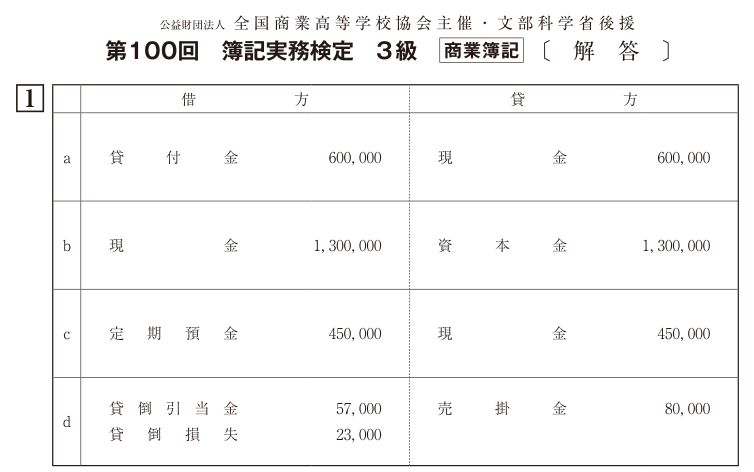 公益財団法人 全国商業高等学校協会主催・文部科学省後援
第100回 簿記実務検定 3級 商業簿記 〔 解 答 〕
1
借 方 貸 方
a 貸 付 金 600,000 現 金 600,000
b 現 金 1,300,000 資 本 金 1,300,000
c 定 期 預 金 450,000 現 金 450,000
d 貸 倒 引 当 金 57,000 売 掛 金 80,000
貸 倒 損 失 23,000